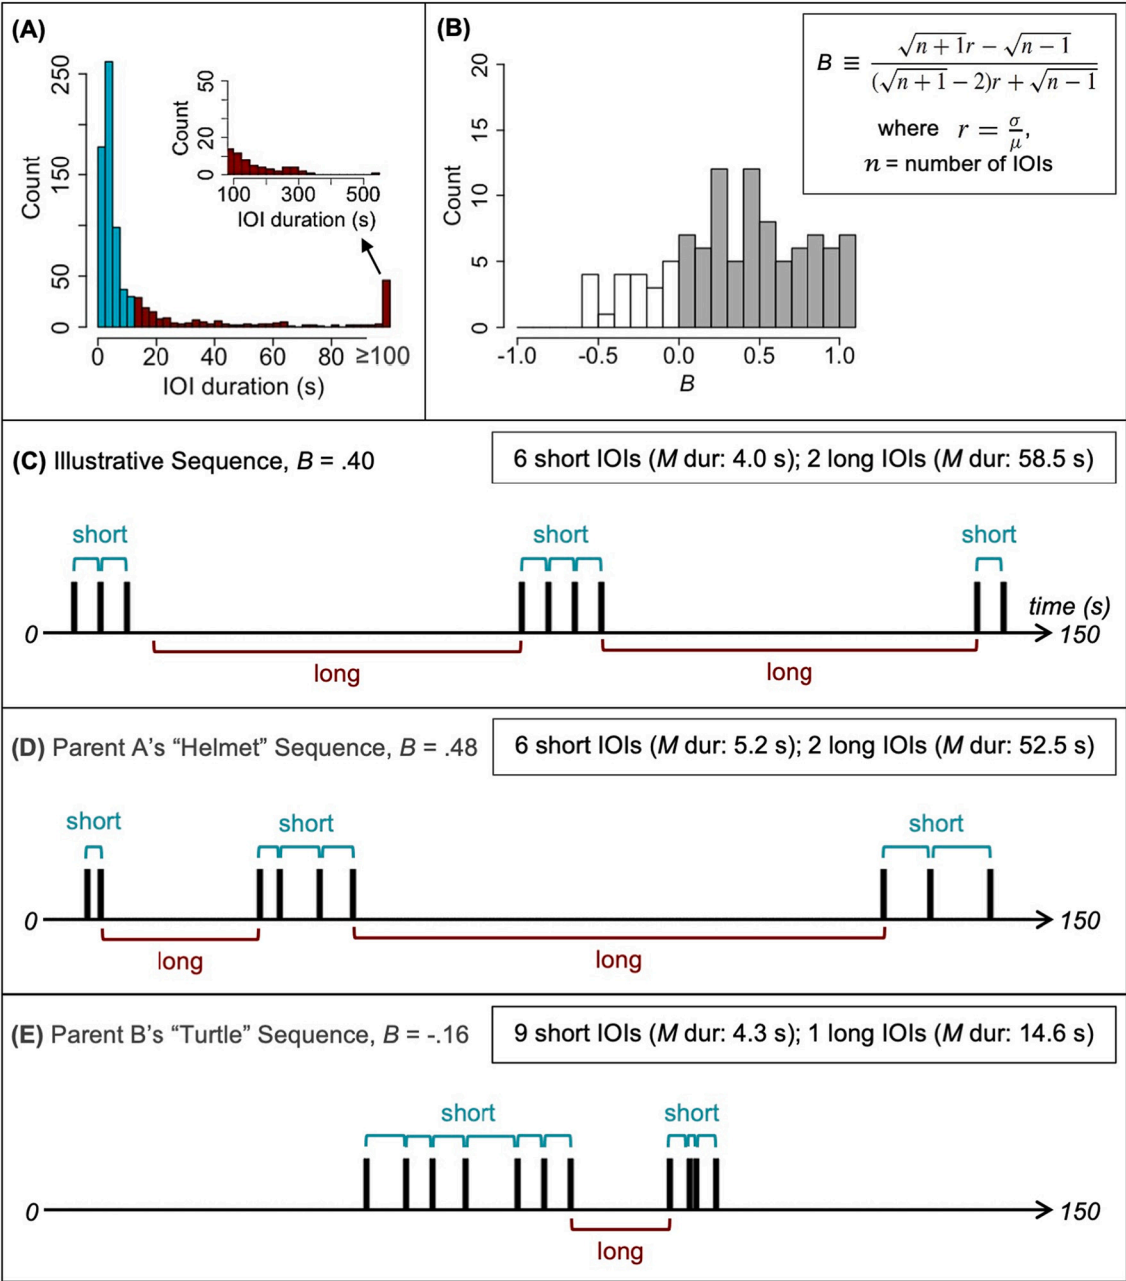 (A)
Count
0
50
150
250
0
20
40
60
80
≥100
IOI duration (s)
Count
0
20
50
100
300
500
IOI duration (s)
(B)
Count
0
5
10
15
20
-1.0
-0.5
0.0
0.5
1.0
B
B ≡ (√(n + 1)r − √(n − 1)) / ((√(n + 1) − 2)r + √(n − 1))
where r = σ/μ,
n = number of IOIs
(C) Illustrative Sequence, B = .40
6 short IOIs (M dur: 4.0 s); 2 long IOIs (M dur: 58.5 s)
short
short
short
time (s)
0
150
long
long
(D) Parent A’s “Helmet” Sequence, B = .48
6 short IOIs (M dur: 5.2 s); 2 long IOIs (M dur: 52.5 s)
short
short
short
0
150
long
long
(E) Parent B’s “Turtle” Sequence, B = -.16
9 short IOIs (M dur: 4.3 s); 1 long IOIs (M dur: 14.6 s)
short
short
0
150
long